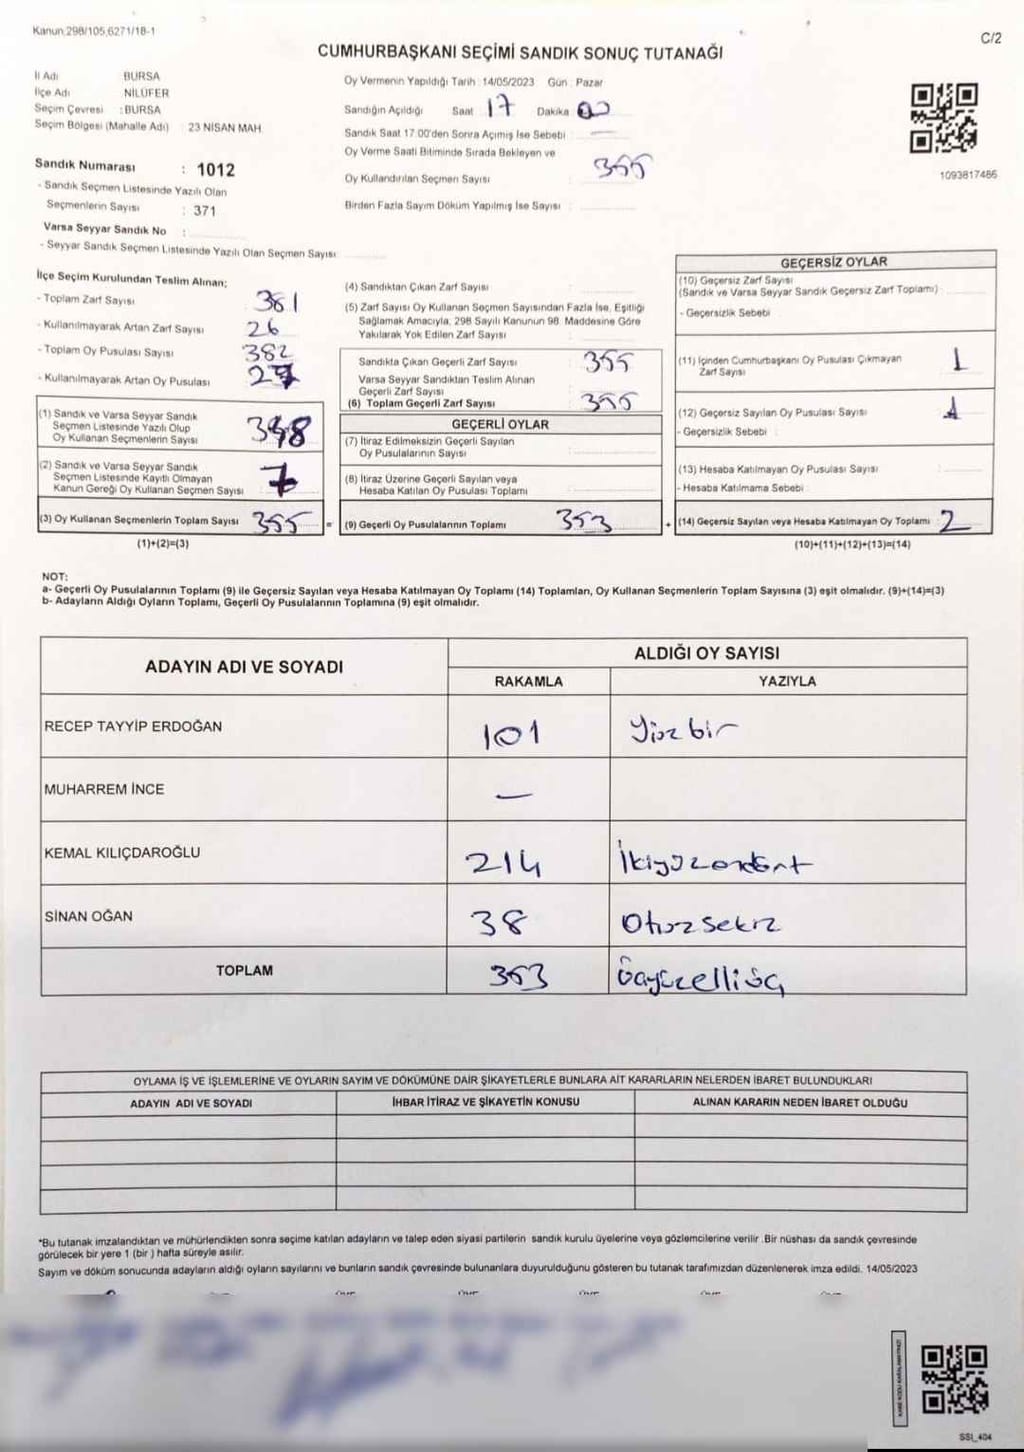 Kanun 298/105,6271/18-1
C/2
CUMHURBAŞKANI SEÇİMİ SANDIK SONUÇ TUTANAĞI
İl Adı BURSA
İlçe Adı NİLÜFER
Seçim Çevresi : BURSA
Seçim Bölgesi (Mahalle Adı) : 23 NİSAN MAH.
Sandık Numarası : 1012
- Sandık Seçmen Listesinde Yazılı Olan
Seçmenlerin Sayısı : 371
Varsa Seyyar Sandık No :
- Seyyar Sandık Seçmen Listesinde Yazılı Olan Seçmen Sayısı:
Oy Vermenin Yapıldığı Tarih : 14/05/2023 Gün : Pazar
Sandığın Açıldığı Saat 17 Dakika 00
Sandık Saat 17:00'den Sonra Açımış İse Sebebi : —
Oy Verme Saati Bitiminde Sırada Bekleyen ve
Oy Kullandırılan Seçmen Sayısı : 355
Birden Fazla Sayım Döküm Yapılmış İse Sayısı :
1093817486
İlçe Seçim Kurulundan Teslim Alınan;
- Toplam Zarf Sayısı 381
- Kullanılmayarak Artan Zarf Sayısı 26
- Toplam Oy Pusulası Sayısı 382
- Kullanılmayarak Artan Oy Pusulası 27
(1) Sandık ve Varsa Seyyar Sandık
Seçmen Listesinde Yazılı Olup
Oy Kullanan Seçmenlerin Sayısı 348
(2) Sandık ve Varsa Seyyar Sandık
Seçmen Listesinde Kayıtlı Olmayan
Kanun Gereği Oy Kullanan Seçmen Sayısı 7
(3) Oy Kullanan Seçmenlerin Toplam Sayısı 355 =
(1)+(2)=(3)
(4) Sandıktan Çıkan Zarf Sayısı :
(5) Zarf Sayısı Oy Kullanan Seçmen Sayısından Fazla İse, Eşitliği
Sağlamak Amacıyla, 298 Sayılı Kanunun 98. Maddesine Göre
Yakılarak Yok Edilen Zarf Sayısı :
Sandıkta Çıkan Geçerli Zarf Sayısı : 355
Varsa Seyyar Sandıktan Teslim Alınan
Geçerli Zarf Sayısı :
(6) Toplam Geçerli Zarf Sayısı : 355
GEÇERLİ OYLAR
(7) İtiraz Edilmeksizin Geçerli Sayılan
Oy Pusulalarının Sayısı :
(8) İtiraz Üzerine Geçerli Sayılan veya
Hesaba Katılan Oy Pusulası Toplamı :
(9) Geçerli Oy Pusulalarının Toplamı 353 +
GEÇERSİZ OYLAR
(10) Geçersiz Zarf Sayısı
(Sandık ve Varsa Seyyar Sandık Geçersiz Zarf Toplamı) :
- Geçersizlik Sebebi
(11) İçinden Cumhurbaşkanı Oy Pusulası Çıkmayan
Zarf Sayısı 1
(12) Geçersiz Sayılan Oy Pusulası Sayısı 1
- Geçersizlik Sebebi :
(13) Hesaba Katılmayan Oy Pusulası Sayısı :
- Hesaba Katılmama Sebebi :
(14) Geçersiz Sayılan veya Hesaba Katılmayan Oy Toplamı : 2
(10)+(11)+(12)+(13)=(14)
NOT:
a- Geçerli Oy Pusulalarının Toplamı (9) ile Geçersiz Sayılan veya Hesaba Katılmayan Oy Toplamı (14) Toplamları, Oy Kullanan Seçmenlerin Toplam Sayısına (3) eşit olmalıdır. (9)+(14)=(3)
b- Adayların Aldığı Oyların Toplamı, Geçerli Oy Pusulalarının Toplamına (9) eşit olmalıdır.
ADAYIN ADI VE SOYADI ALDIĞI OY SAYISI
RAKAMLA YAZIYLA
RECEP TAYYİP ERDOĞAN 101 Yüz bir
MUHARREM İNCE —
KEMAL KILIÇDAROĞLU 214 İkiyüzondört
SİNAN OĞAN 38 Otuzsekiz
TOPLAM 353 Üçyüzelliüç
OYLAMA İŞ VE İŞLEMLERİNE VE OYLARIN SAYIM VE DÖKÜMÜNE DAİR ŞİKAYETLERLE BUNLARA AİT KARARLARIN NELERDEN İBARET BULUNDUKLARI
ADAYIN ADI VE SOYADI İHBAR İTİRAZ VE ŞİKAYETİN KONUSU ALINAN KARARIN NEDEN İBARET OLDUĞU
*Bu tutanak imzalandıktan ve mühürlendikten sonra seçime katılan adayların ve talep eden siyasi partilerin sandık kurulu üyelerine veya gözlemcilerine verilir .Bir nüshası da sandık çevresinde
görülecek bir yere 1 (bir ) hafta süreyle asılır.
Sayım ve döküm sonucunda adayların aldığı oyların sayılarını ve bunların sandık çevresinde bulunanlara duyurulduğunu gösteren bu tutanak tarafımızdan düzenlenerek imza edildi. 14/05/2023
SSI_404